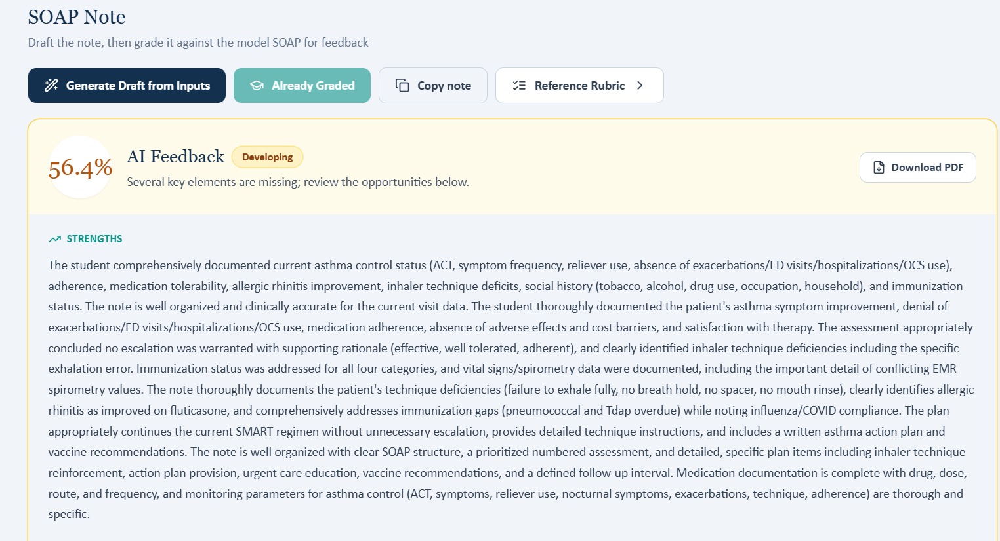 SOAP Note
Draft the note, then grade it against the model SOAP for feedback
Generate Draft from Inputs
Already Graded
Copy note
Reference Rubric
56.4%
AI Feedback
Developing
Several key elements are missing; review the opportunities below.
Download PDF
STRENGTHS
The student comprehensively documented current asthma control status (ACT, symptom frequency, reliever use, absence of exacerbations/ED visits/hospitalizations/OCS use),
adherence, medication tolerability, allergic rhinitis improvement, inhaler technique deficits, social history (tobacco, alcohol, drug use, occupation, household), and immunization
status. The note is well organized and clinically accurate for the current visit data. The student thoroughly documented the patient's asthma symptom improvement, denial of
exacerbations/ED visits/hospitalizations/OCS use, medication adherence, absence of adverse effects and cost barriers, and satisfaction with therapy. The assessment appropriately
concluded no escalation was warranted with supporting rationale (effective, well tolerated, adherent), and clearly identified inhaler technique deficiencies including the specific
exhalation error. Immunization status was addressed for all four categories, and vital signs/spirometry data were documented, including the important detail of conflicting EMR
spirometry values. The note thoroughly documents the patient's technique deficiencies (failure to exhale fully, no breath hold, no spacer, no mouth rinse), clearly identifies allergic
rhinitis as improved on fluticasone, and comprehensively addresses immunization gaps (pneumococcal and Tdap overdue) while noting influenza/COVID compliance. The plan
appropriately continues the current SMART regimen without unnecessary escalation, provides detailed technique instructions, and includes a written asthma action plan and
vaccine recommendations. The note is well organized with clear SOAP structure, a prioritized numbered assessment, and detailed, specific plan items including inhaler technique
reinforcement, action plan provision, urgent care education, vaccine recommendations, and a defined follow-up interval. Medication documentation is complete with drug, dose,
route, and frequency, and monitoring parameters for asthma control (ACT, symptoms, reliever use, nocturnal symptoms, exacerbations, technique, adherence) are thorough and
specific.